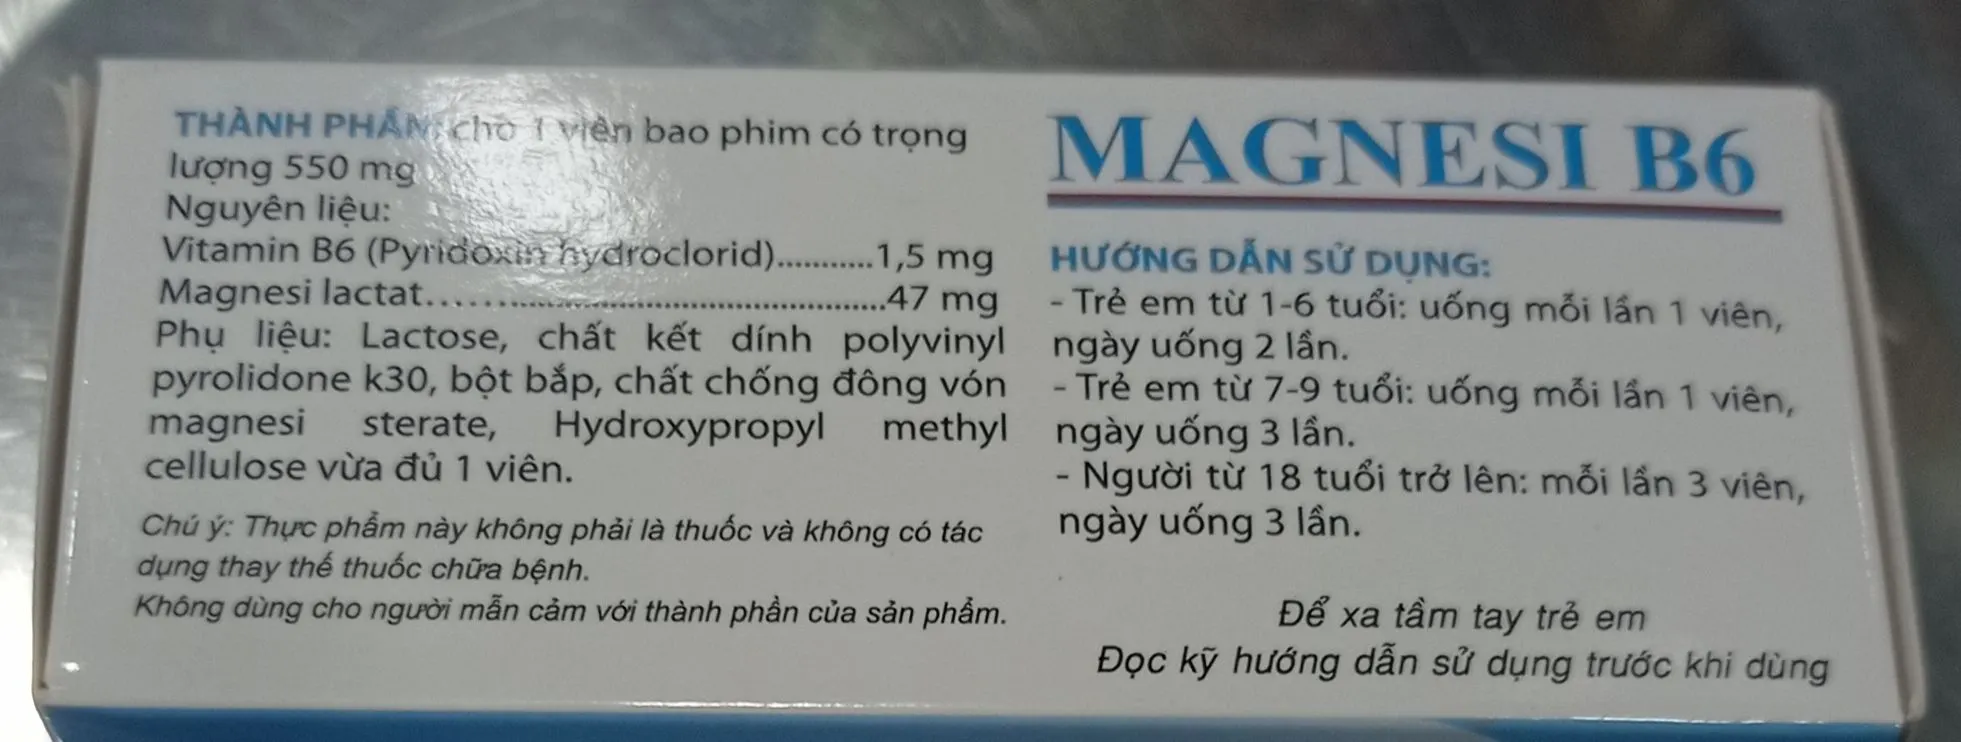 THÀNH PHẦN: cho 1 viên bao phim có trọng
lượng 550 mg
Nguyên liệu:
Vitamin B6 (Pyridoxin hydroclorid)...........1,5 mg
Magnesi lactat.............................................47 mg
Phụ liệu: Lactose, chất kết dính polyvinyl
pyrolidone k30, bột bắp, chất chống đông vón
magnesi sterate, Hydroxypropyl methyl
cellulose vừa đủ 1 viên.
Chú ý: Thực phẩm này không phải là thuốc và không có tác
dụng thay thế thuốc chữa bệnh.
Không dùng cho người mẫn cảm với thành phần của sản phẩm.
MAGNESI B6
HƯỚNG DẪN SỬ DỤNG:
- Trẻ em từ 1-6 tuổi: uống mỗi lần 1 viên,
ngày uống 2 lần.
- Trẻ em từ 7-9 tuổi: uống mỗi lần 1 viên,
ngày uống 3 lần.
- Người từ 18 tuổi trở lên: mỗi lần 3 viên,
ngày uống 3 lần.
Để xa tầm tay trẻ em
Đọc kỹ hướng dẫn sử dụng trước khi dùng